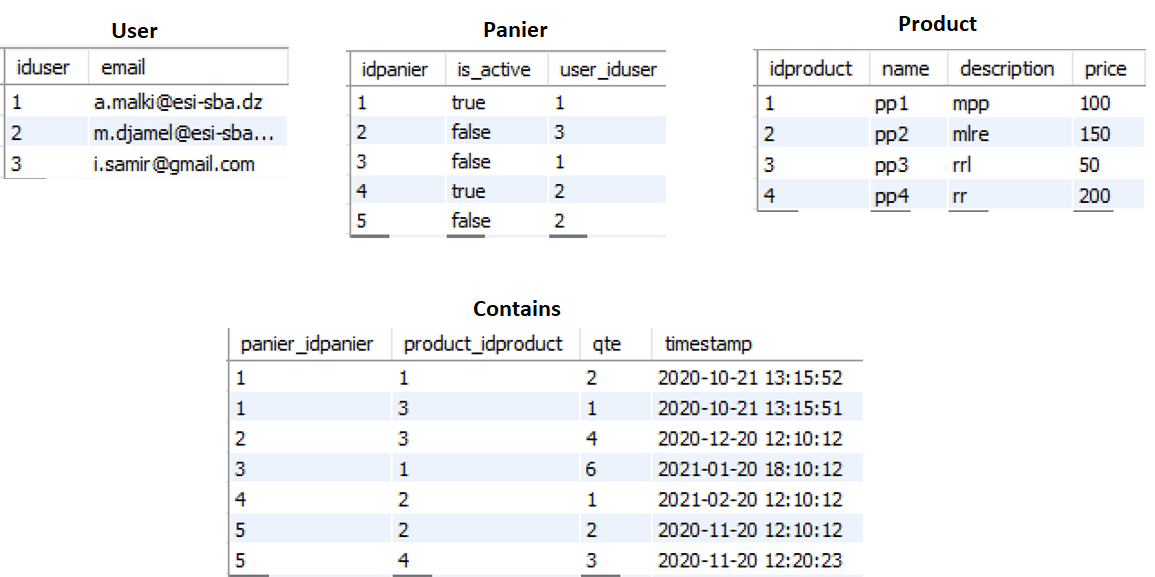 User
iduser email
1 a.malki@esi-sba.dz
2 m.djamel@esi-sba...
3 i.samir@gmail.com
Panier
idpanier is_active user_iduser
1 true 1
2 false 3
3 false 1
4 true 2
5 false 2
Product
idproduct name description price
1 pp1 mpp 100
2 pp2 mlre 150
3 pp3 rrl 50
4 pp4 rr 200
Contains
panier_idpanier product_idproduct qte timestamp
1 1 2 2020-10-21 13:15:52
1 3 1 2020-10-21 13:15:51
2 3 4 2020-12-20 12:10:12
3 1 6 2021-01-20 18:10:12
4 2 1 2021-02-20 12:10:12
5 2 2 2020-11-20 12:10:12
5 4 3 2020-11-20 12:20:23